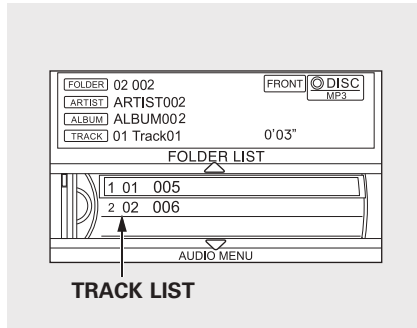 FOLDER 02 002 FRONT DISC
MP3
ARTIST ARTIST002
ALBUM ALBUM002
TRACK 01 Track01 0'03"
FOLDER LIST
1 01 005
2 02 006
AUDIO MENU
TRACK LIST